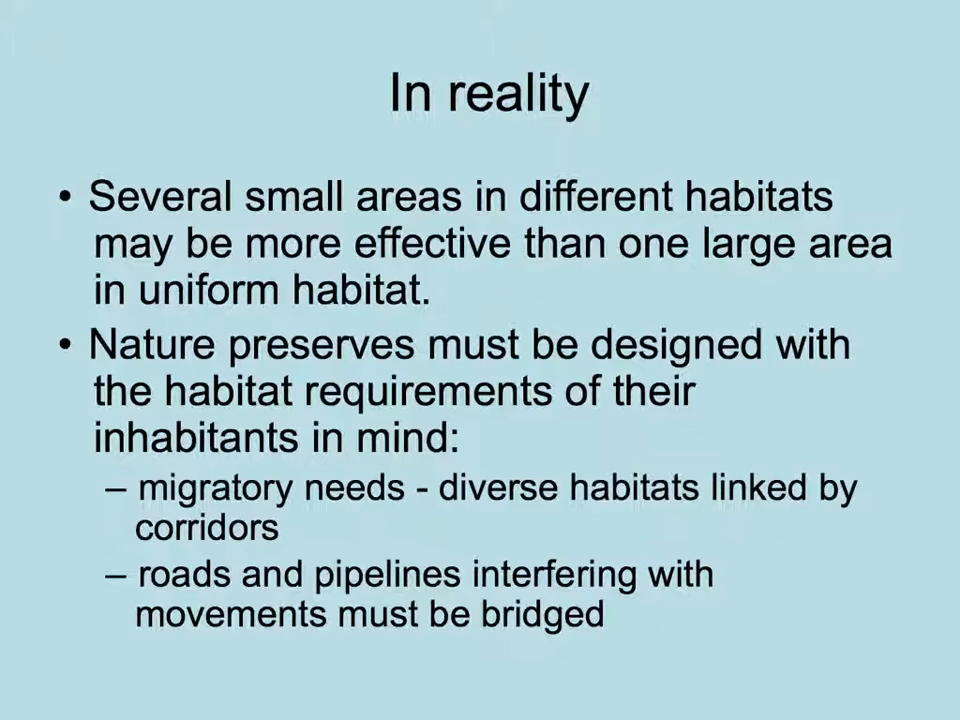 In reality
• Several small areas in different habitats
may be more effective than one large area
in uniform habitat.
• Nature preserves must be designed with
the habitat requirements of their
inhabitants in mind:
– migratory needs - diverse habitats linked by
corridors
– roads and pipelines interfering with
movements must be bridged